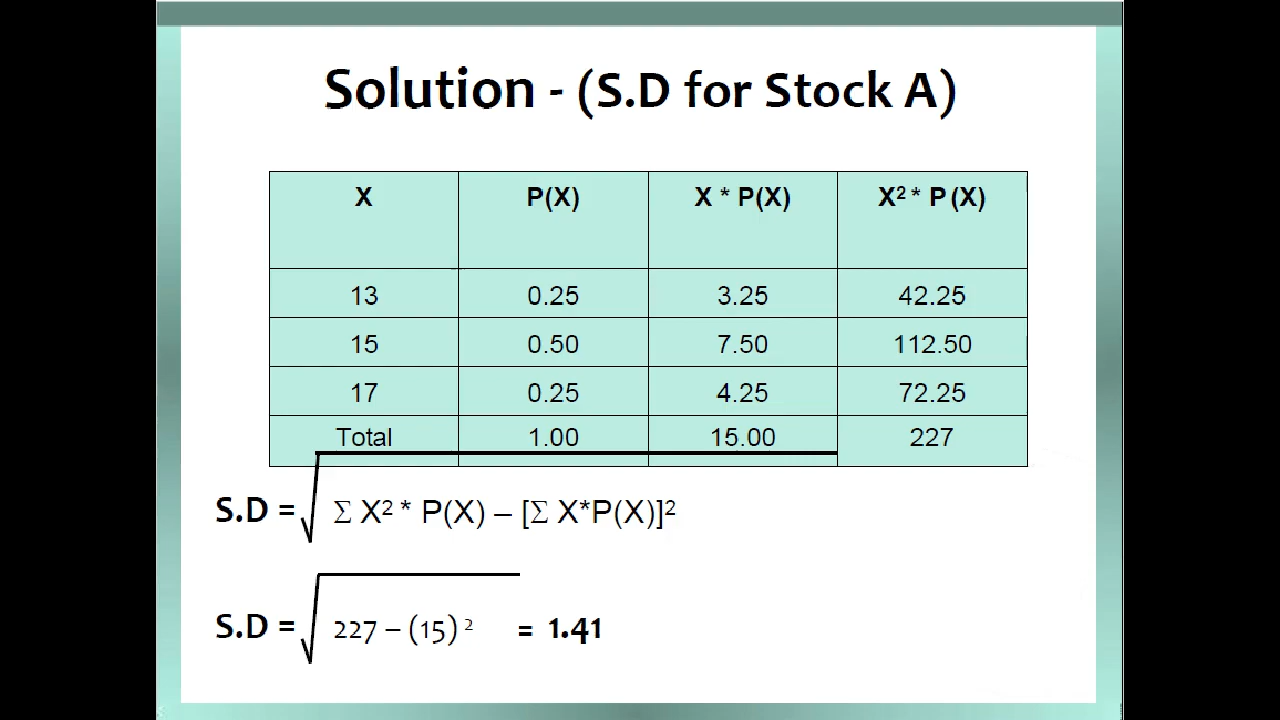 Solution - (S.D for Stock A)
X P(X) X * P(X) X² * P (X)
13 0.25 3.25 42.25
15 0.50 7.50 112.50
17 0.25 4.25 72.25
Total 1.00 15.00 227
S.D = √ Σ X² * P(X) – [Σ X*P(X)]²
S.D = √ 227 – (15) ² = 1.41